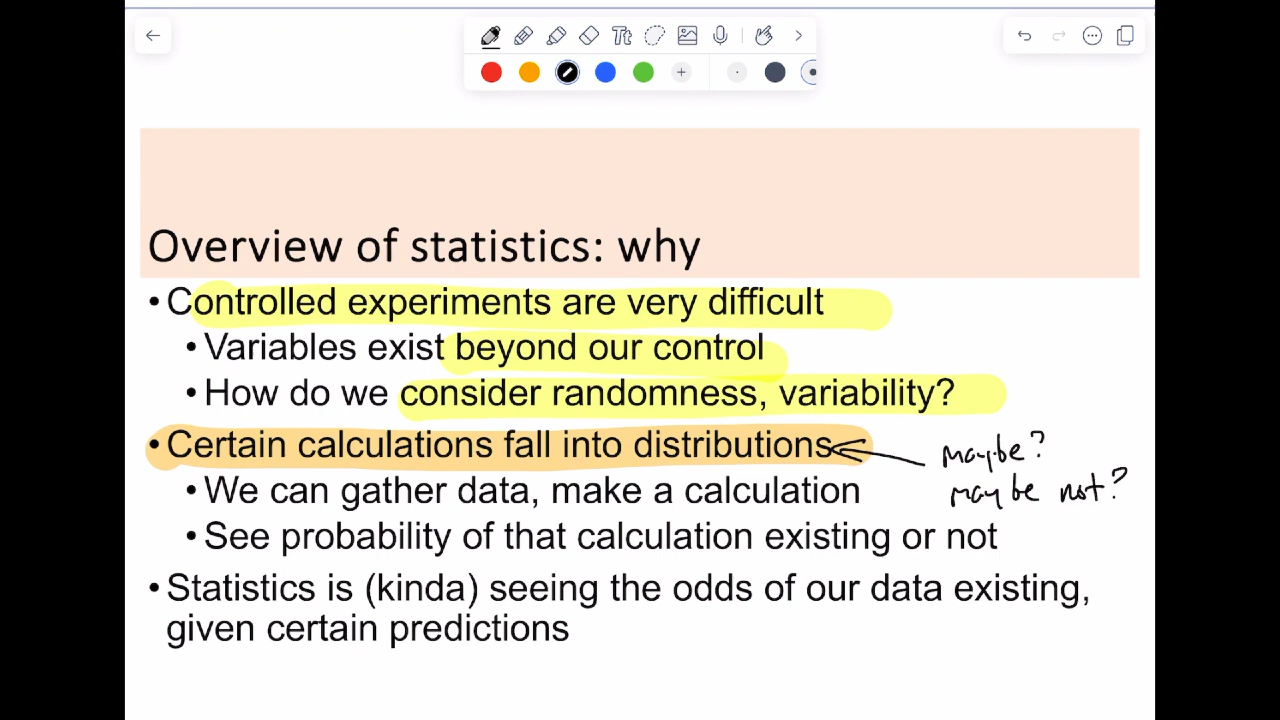 Overview of statistics: why
• Controlled experiments are very difficult
• Variables exist beyond our control
• How do we consider randomness, variability?
• Certain calculations fall into distributions
maybe?
• We can gather data, make a calculation
maybe not?
• See probability of that calculation existing or not
• Statistics is (kinda) seeing the odds of our data existing,
given certain predictions
Tt